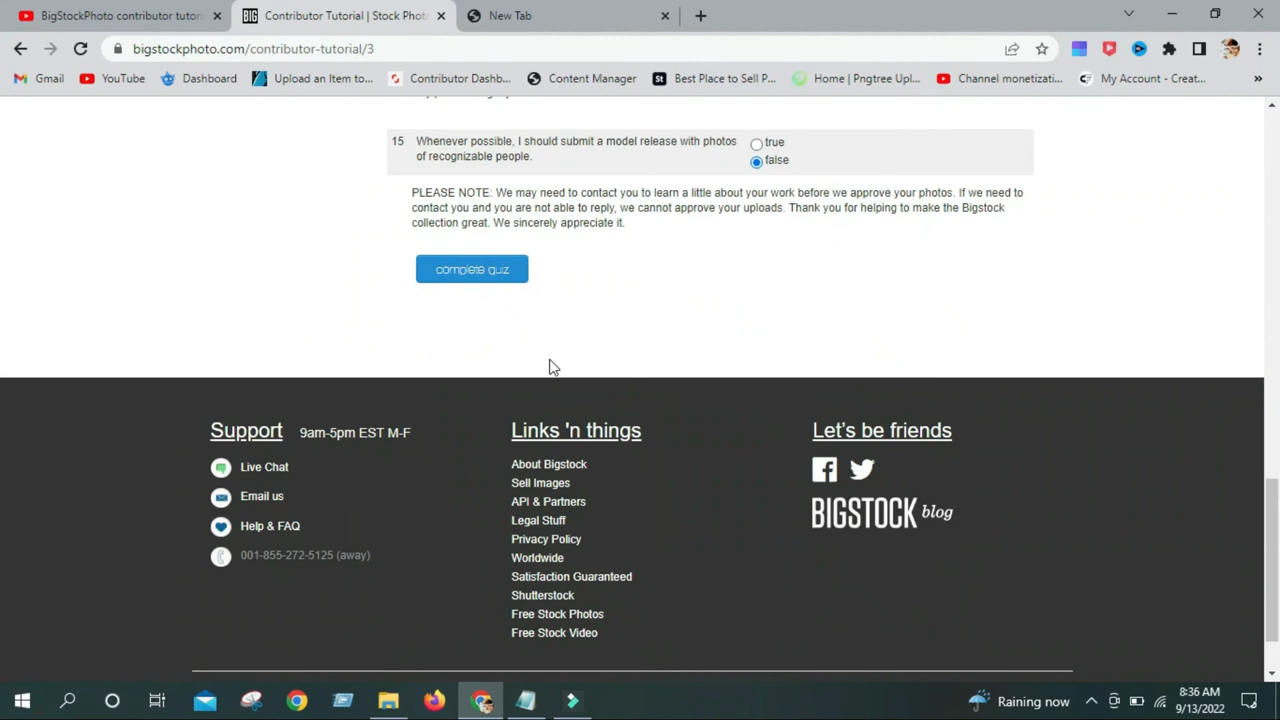 BigStockPhoto contributor tutori
Contributor Tutorial | Stock Phot
New Tab
bigstockphoto.com/contributor-tutorial/3
Gmail
YouTube
Dashboard
Upload an Item to...
Contributor Dashb...
Content Manager
Best Place to Sell P...
Home | Pngtree Upl...
Channel monetizati...
My Account - Creat...
15 Whenever possible, I should submit a model release with photos
of recognizable people.
true
false
PLEASE NOTE: We may need to contact you to learn a little about your work before we approve your photos. If we need to
contact you and you are not able to reply, we cannot approve your uploads. Thank you for helping to make the Bigstock
collection great. We sincerely appreciate it.
complete quiz
Support 9am-5pm EST M-F
Live Chat
Email us
Help & FAQ
001-855-272-5125 (away)
Links 'n things
About Bigstock
Sell Images
API & Partners
Legal Stuff
Privacy Policy
Worldwide
Satisfaction Guaranteed
Shutterstock
Free Stock Photos
Free Stock Video
Let's be friends
BIGSTOCK blog
Raining now
8:36 AM
9/13/2022